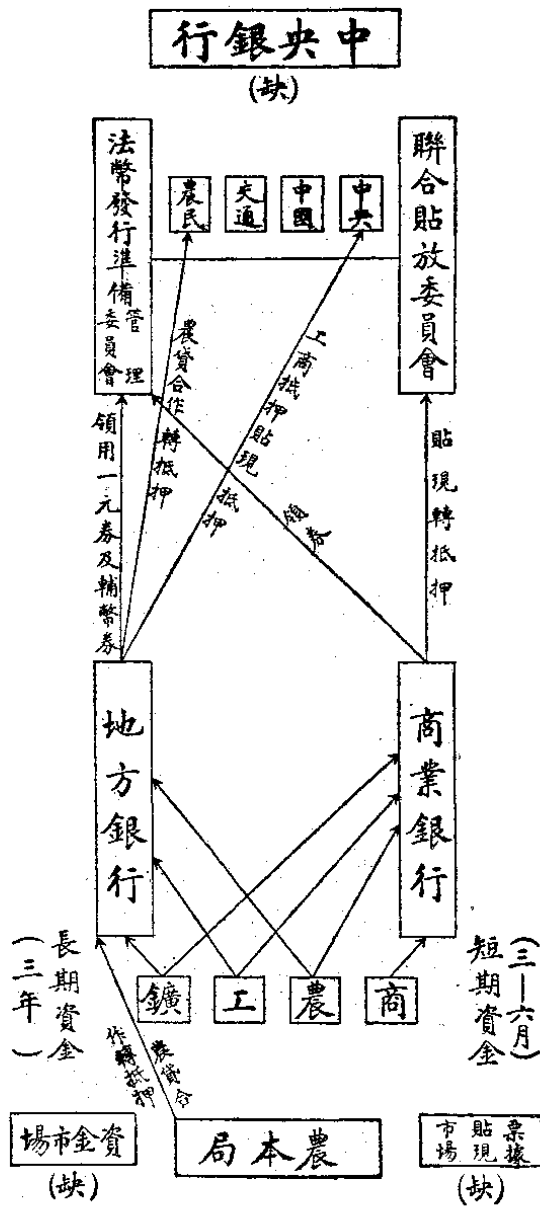 中央銀行
(缺)
聯合貼放委員會
中央
中國
交通
農民
法幣發行準備管理委員會
貼現轉抵押
領券
工商抵押貼現
抵押
農貸合作
轉抵押
領用一元券及輔幣券
商業銀行
地方銀行
短期資金
(三—六月)
長期資金
(三年)
商
農
工
鑛
農貸合
作轉抵押
票據
貼現
市場
(缺)
農本局
資金市場
(缺)